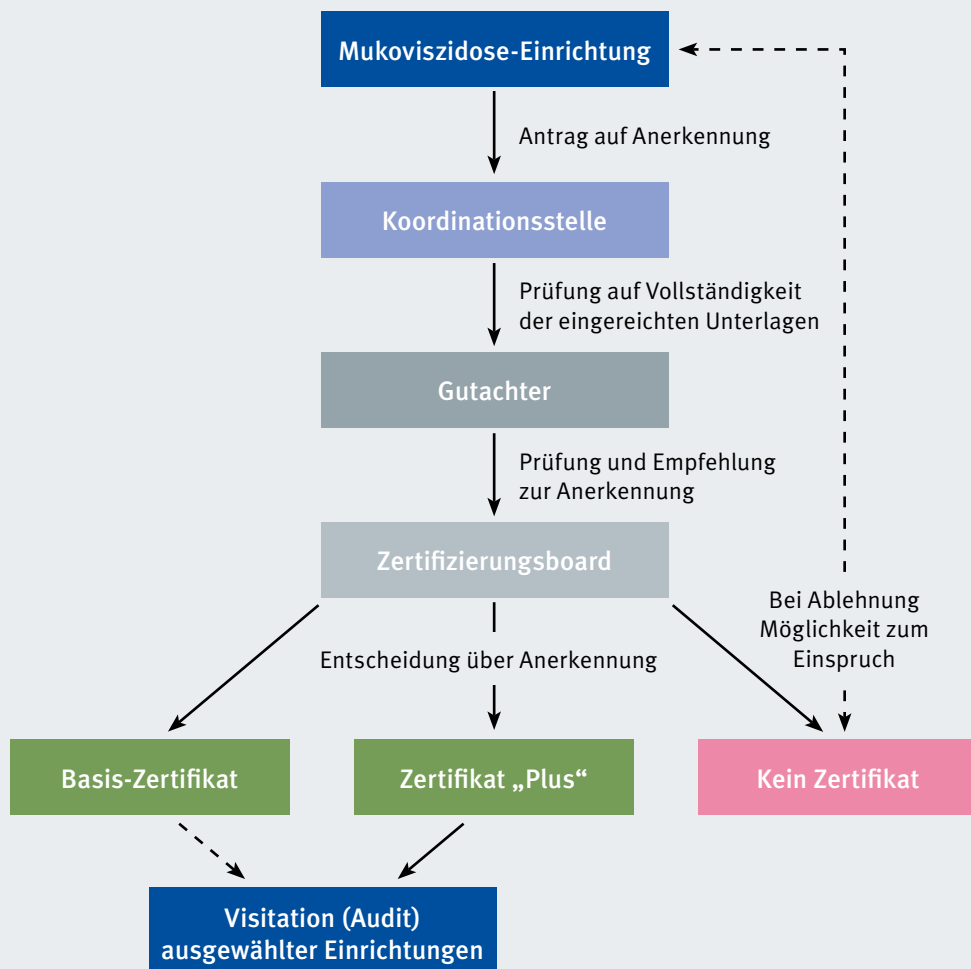 Mukoviszidose-Einrichtung
Antrag auf Anerkennung
Koordinationsstelle
Prüfung auf Vollständigkeit
der eingereichten Unterlagen
Gutachter
Prüfung und Empfehlung
zur Anerkennung
Zertifizierungsboard
Bei Ablehnung
Möglichkeit zum
Einspruch
Entscheidung über Anerkennung
Basis-Zertifikat
Zertifikat „Plus“
Kein Zertifikat
Visitation (Audit)
ausgewählter Einrichtungen